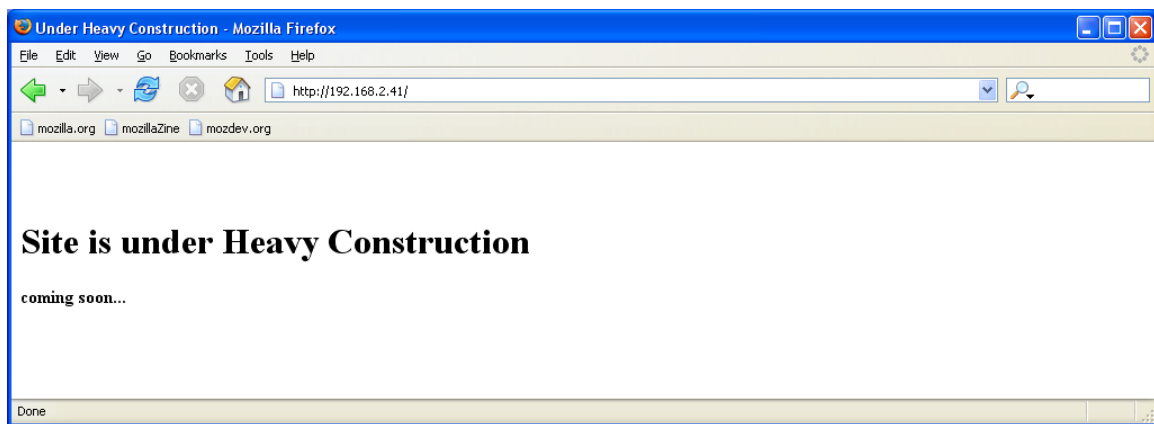 Under Heavy Construction - Mozilla Firefox
File Edit View Go Bookmarks Tools Help
http://192.168.2.41/
mozilla.org mozillaZine mozdev.org
Site is under Heavy Construction
coming soon...
Done